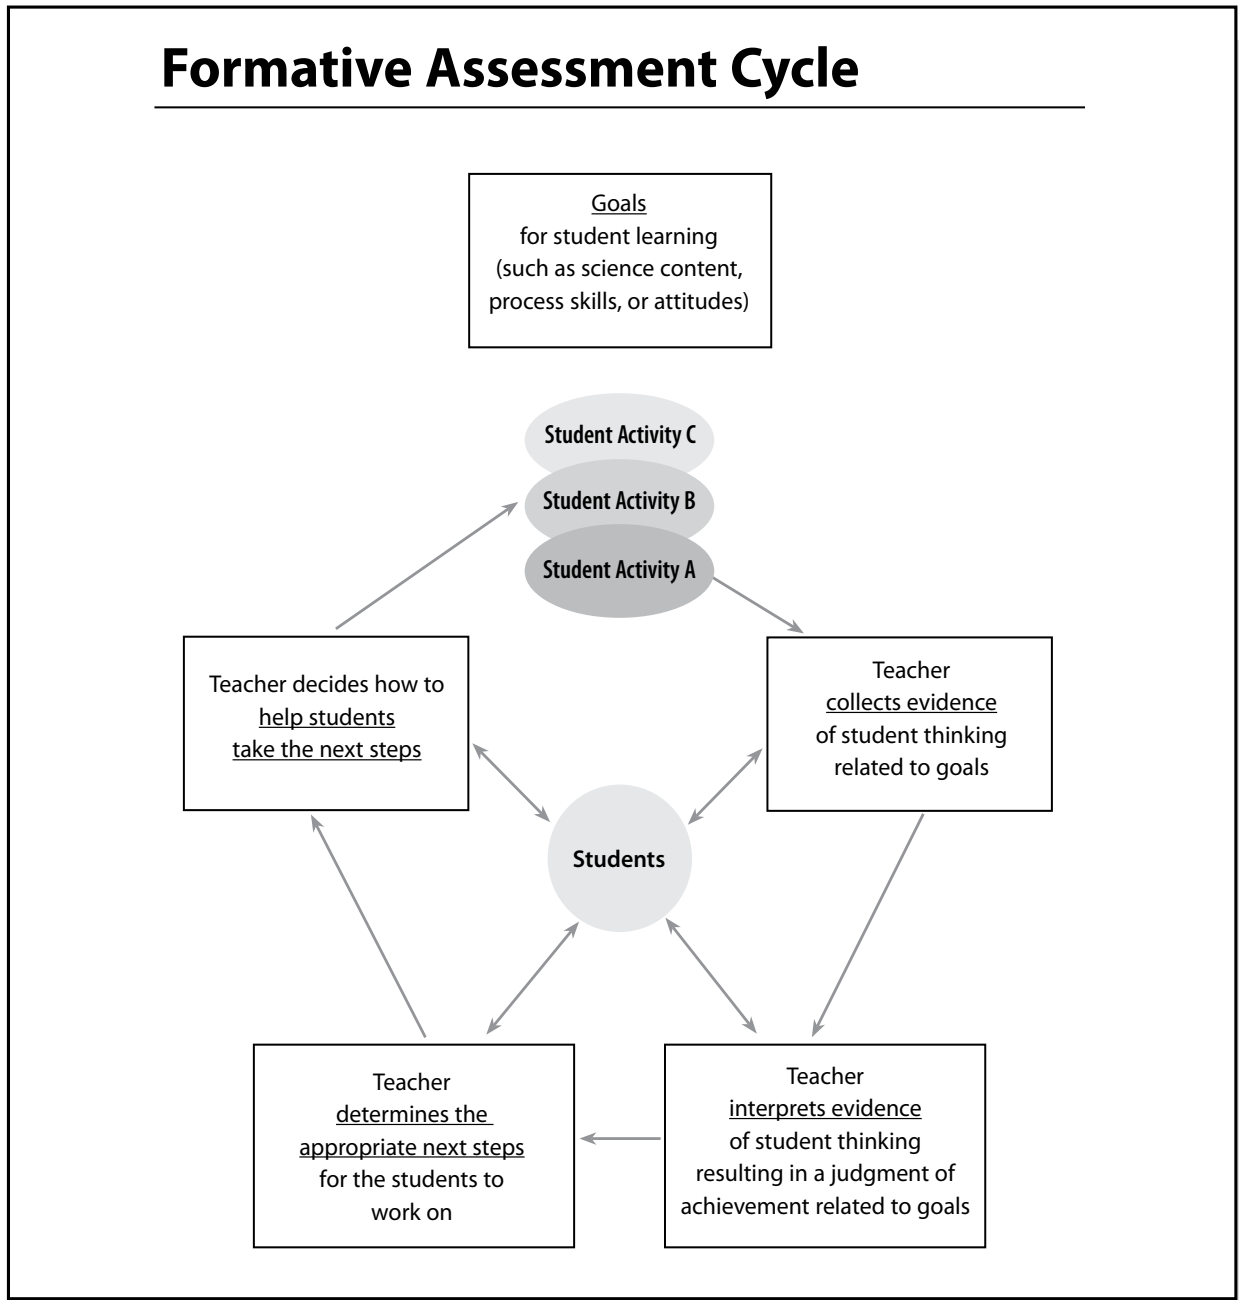 Formative Assessment Cycle
Goals
for student learning
(such as science content,
process skills, or attitudes)
Student Activity C
Student Activity B
Student Activity A
Teacher decides how to
help students
take the next steps
Teacher
collects evidence
of student thinking
related to goals
Students
Teacher
determines the
appropriate next steps
for the students to
work on
Teacher
interprets evidence
of student thinking
resulting in a judgment of
achievement related to goals